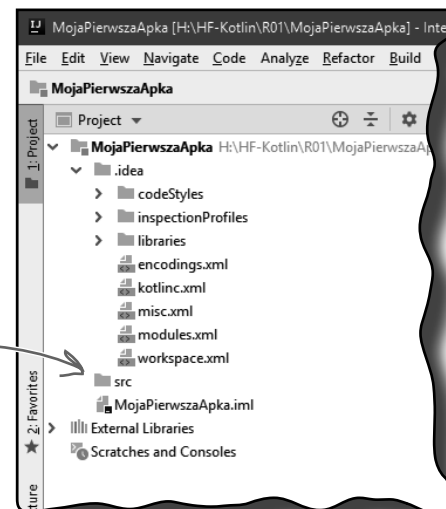 IJ MojaPierwszaApka [H:\HF-Kotlin\R01\MojaPierwszaApka] - Inte
File Edit View Navigate Code Analyze Refactor Build
MojaPierwszaApka
1: Project
Project
MojaPierwszaApka H:\HF-Kotlin\R01\MojaPierwszaAp
.idea
codeStyles
inspectionProfiles
libraries
encodings.xml
kotlinc.xml
misc.xml
modules.xml
workspace.xml
src
MojaPierwszaApka.iml
External Libraries
Scratches and Consoles
2: Favorites
ture